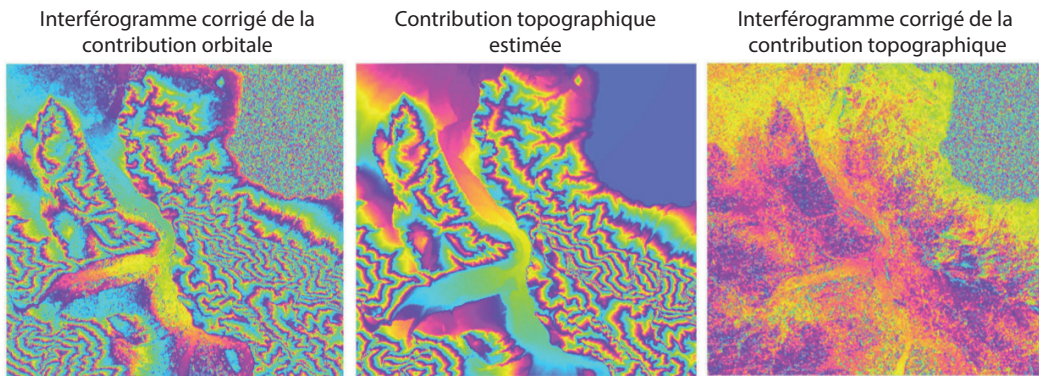 Interférogramme corrigé de la
contribution orbitale
Contribution topographique
estimée
Interférogramme corrigé de la
contribution topographique